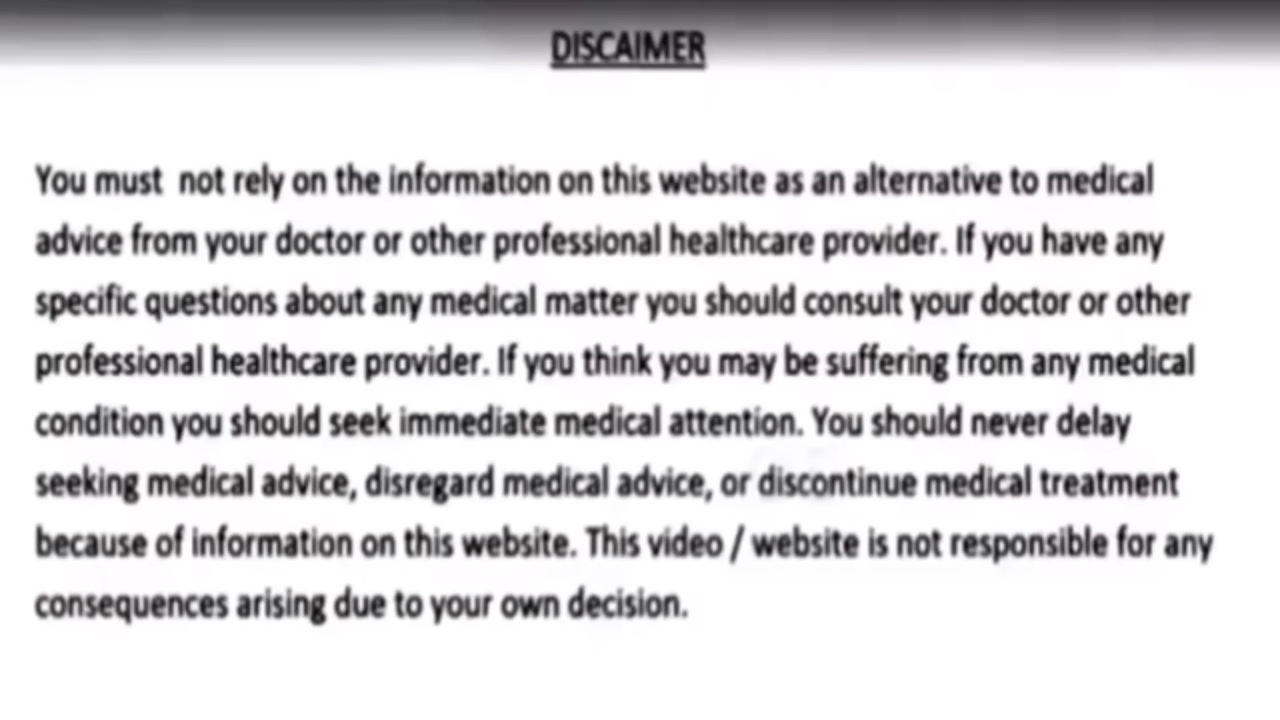 DISCAIMER
You must  not rely on the information on this website as an alternative to medical
advice from your doctor or other professional healthcare provider. If you have any
specific questions about any medical matter you should consult your doctor or other
professional healthcare provider. If you think you may be suffering from any medical
condition you should seek immediate medical attention. You should never delay
seeking medical advice, disregard medical advice, or discontinue medical treatment
because of information on this website. This video / website is not responsible for any
consequences arising due to your own decision.